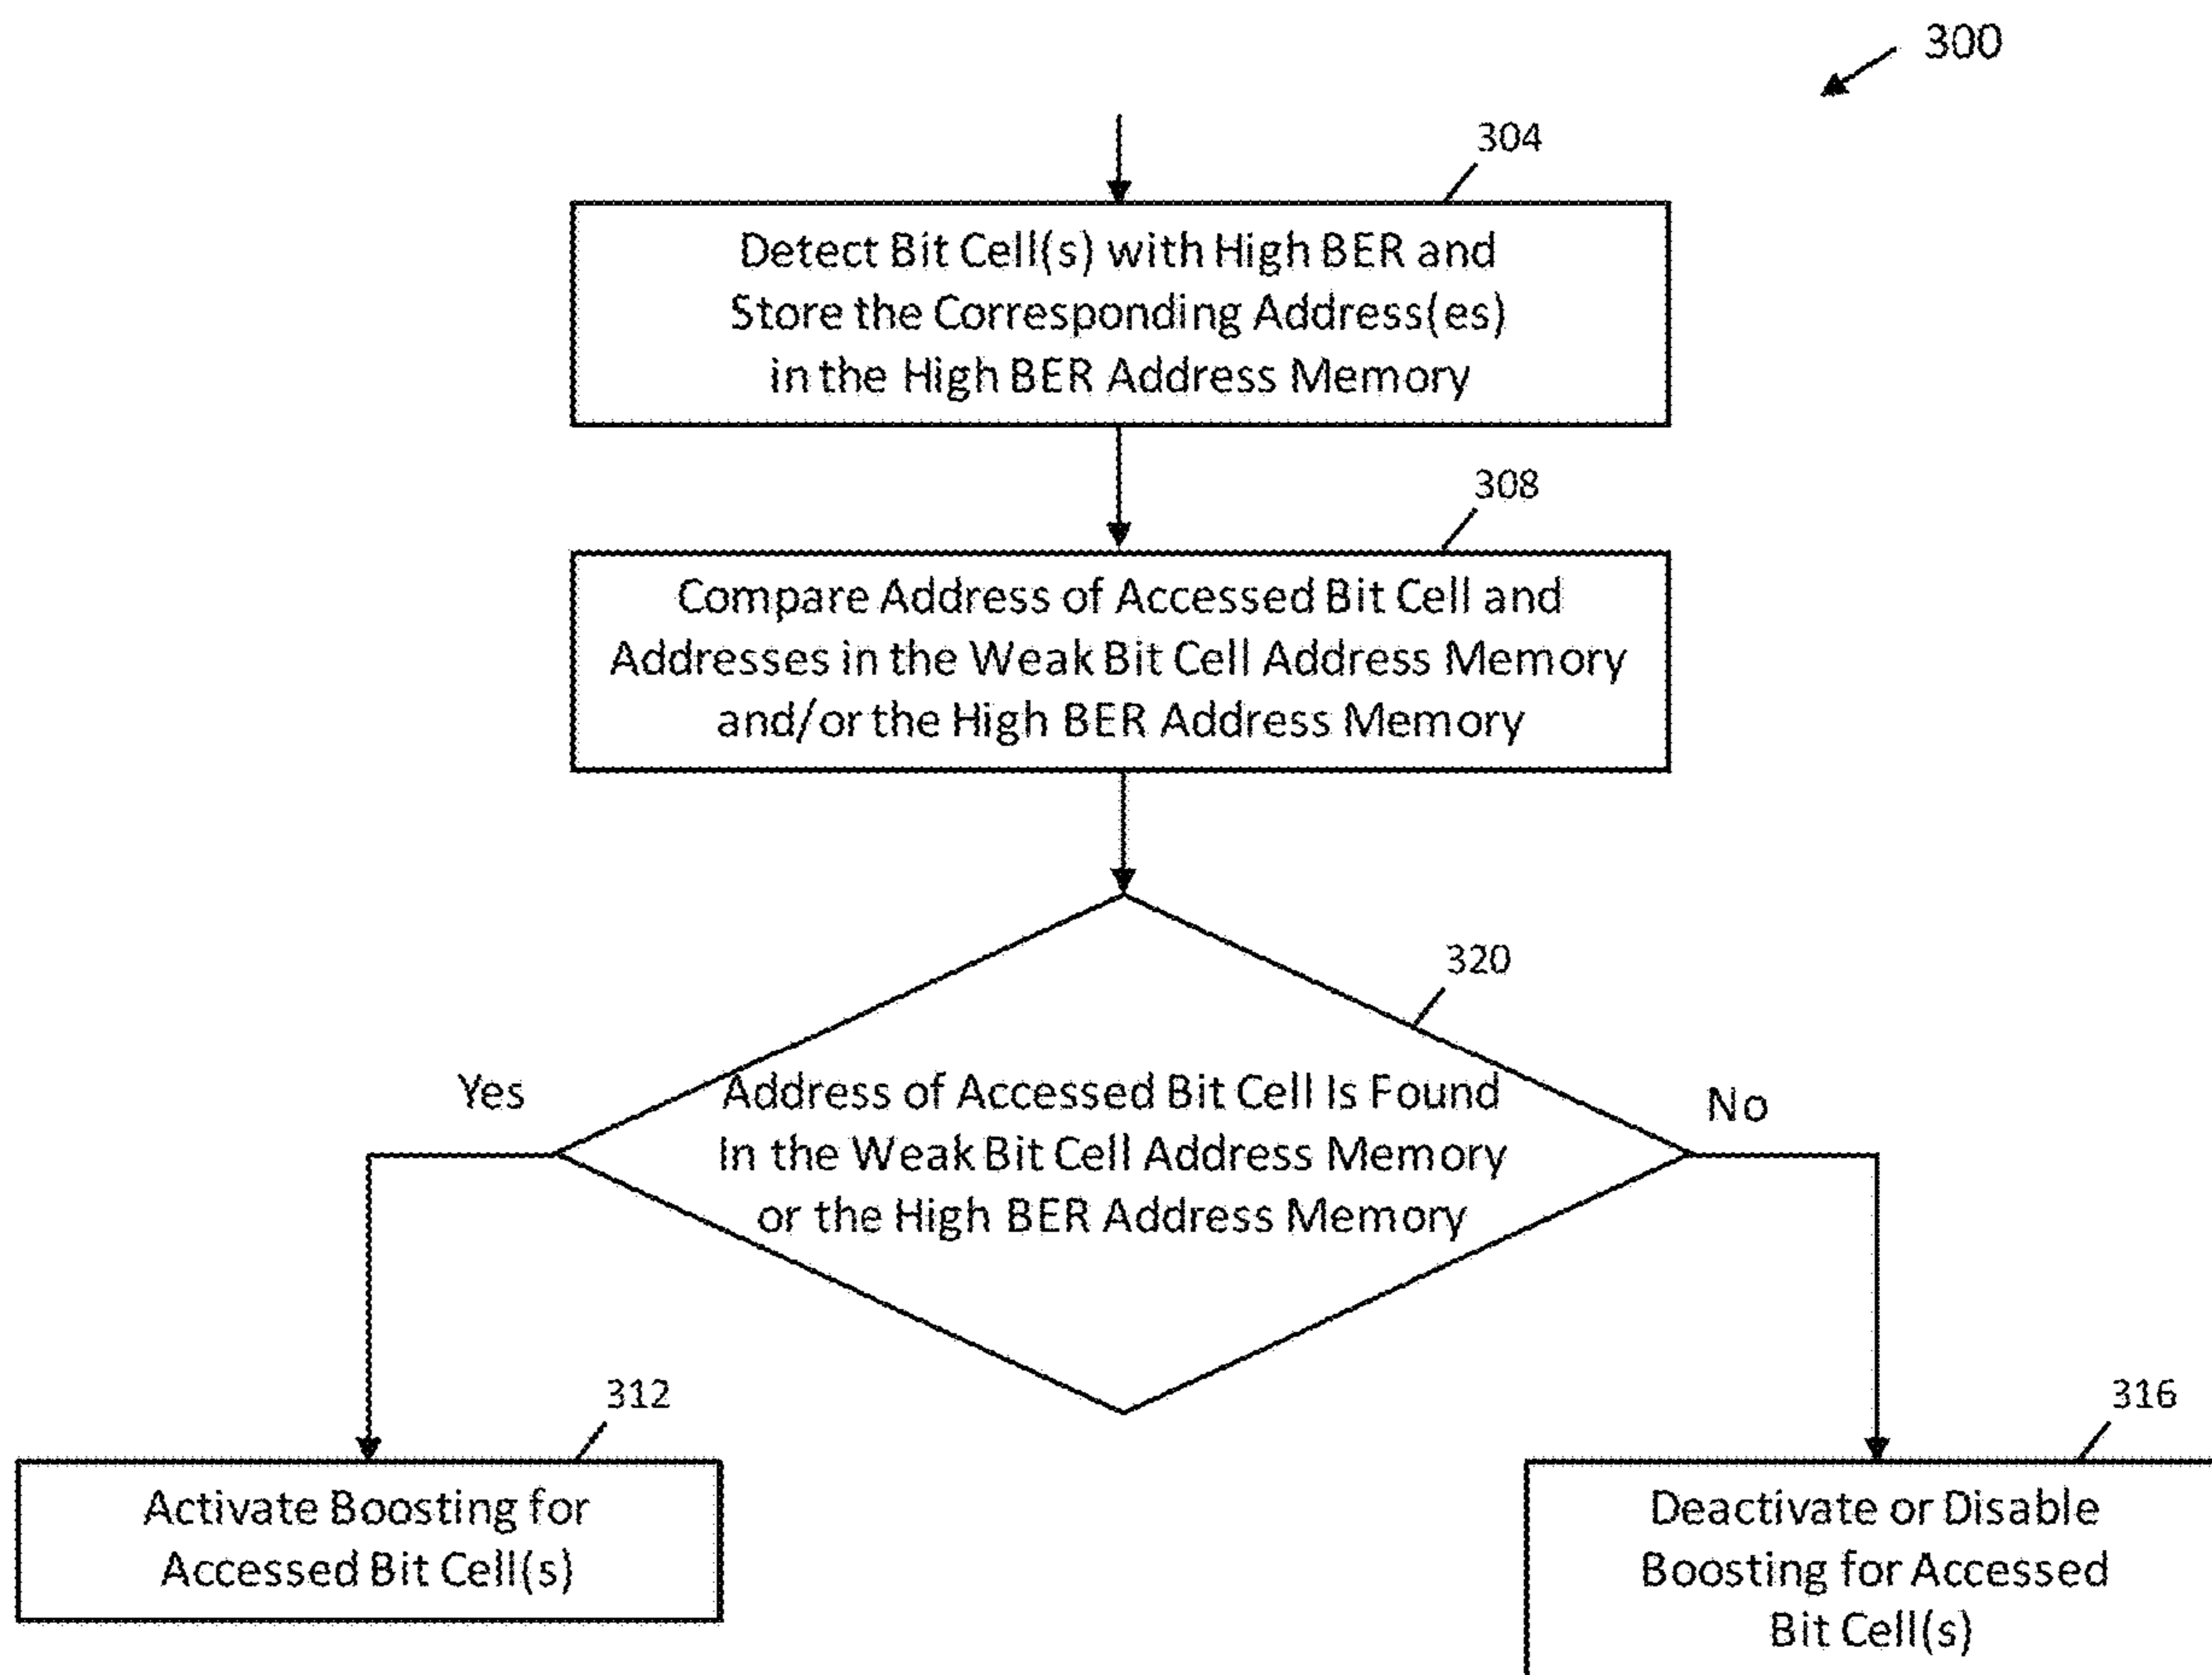 300
304
Detect Bit Cell(s) with High BER and
Store the Corresponding Address(es)
in the High BER Address Memory
308
Compare Address of Accessed Bit Cell and
Addresses in the Weak Bit Cell Address Memory
and/or the High BER Address Memory
320
Yes
Address of Accessed Bit Cell Is Found
In the Weak Bit Cell Address Memory
or the High BER Address Memory
No
312
Activate Boosting for
Accessed Bit Cell(s)
316
Deactivate or Disable
Boosting for Accessed
Bit Cell(s)